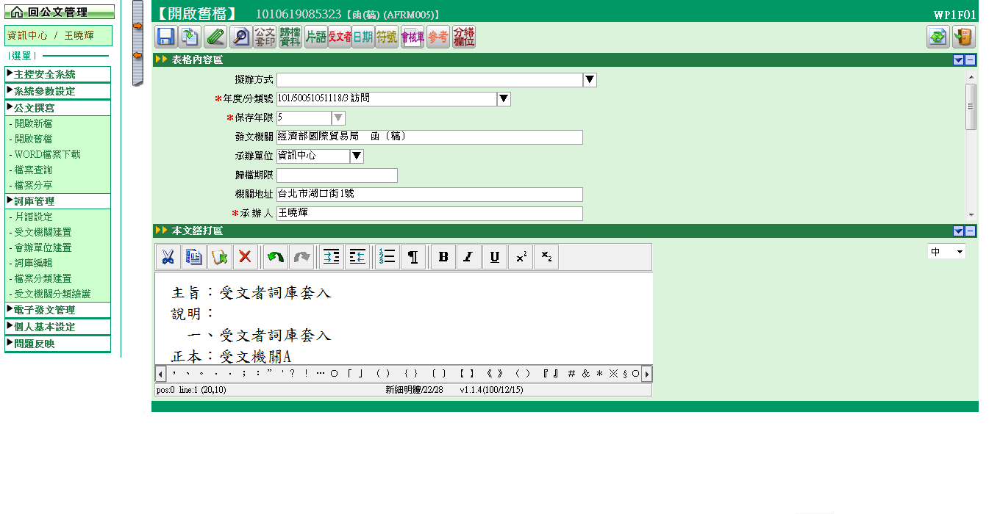 回公文管理
資訊中心 / 王曉輝
|選單|
主控安全系統
系統參數設定
公文撰寫
- 開啟新檔
- 開啟舊檔
- WORD檔案下載
- 檔案查詢
- 檔案分享
詞庫管理
- 片語設定
- 受文機關建置
- 會辦單位建置
- 詞庫編輯
- 檔案分類建置
- 受文機關分類維護
電子發文管理
個人基本設定
問題反映
【開啟舊檔】 1010619085323【函(稿) (AFRM005)】 WP1F01
公文套印 歸檔資料 片語 受文者 日期 符號 會核單 參考 分繕欄位
表格內容區
擬辦方式
*年度/分類號 101/50051051118/3 訪問
*保存年限 5
發文機關 經濟部國際貿易局 函（稿）
承辦單位 資訊中心
歸檔期限
機關地址 台北市湖口街1號
*承 辦 人 王曉輝
本文繕打區
B I U x² x₂ 中
主旨：受文者詞庫套入
說明：
一、受文者詞庫套入
正本：受文機關A
， 、 。 . · ； ： ” ‘ ？ ！ … ○ 「 」 （ ） ｛ ｝ 〔 〕 【 】 《 》 〈 〉 『 』 # & * ※ § ○
pos:0 line:1 (20,10) 新細明體/22/28 v1.1.4(100/12/15)